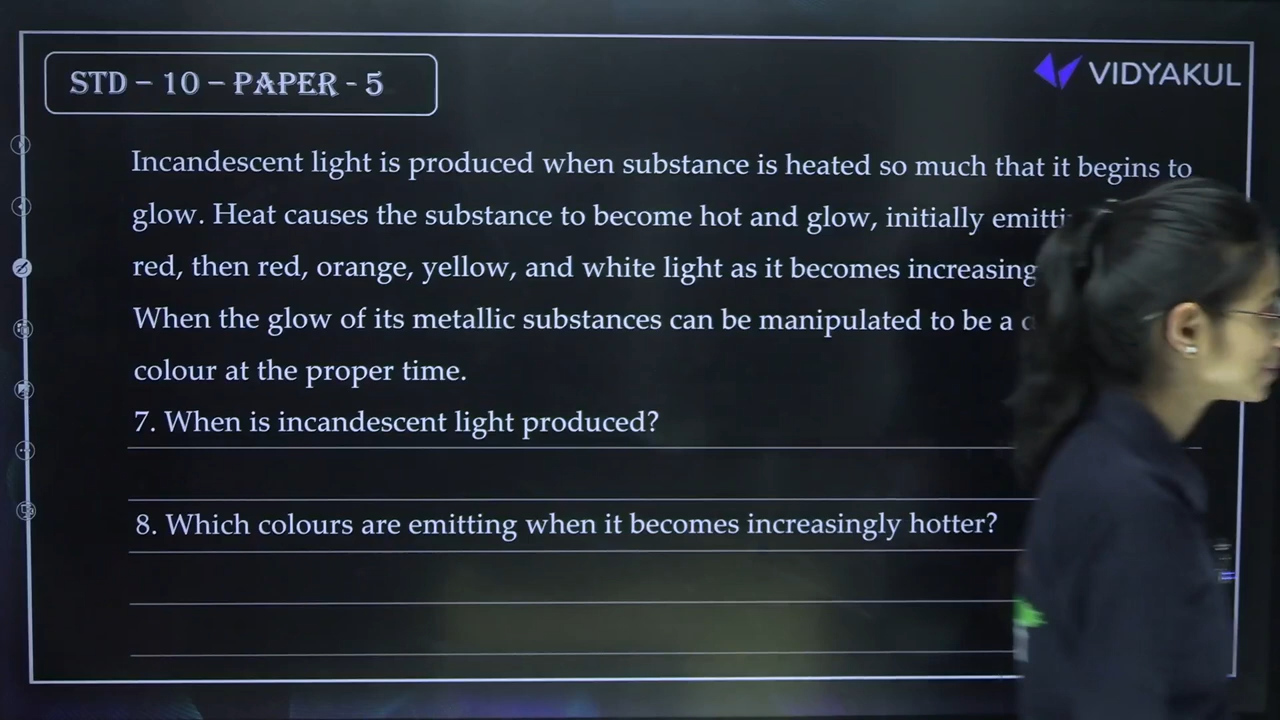 STD – 10 – PAPER - 5
VIDYAKUL
Incandescent light is produced when substance is heated so much that it begins to
glow. Heat causes the substance to become hot and glow, initially
red, then red, orange, yellow, and white light as it becomes
When the glow of its metallic substances can be manipulated to be a
colour at the proper time.
7. When is incandescent light produced?
8. Which colours are emitting when it becomes increasingly hotter?